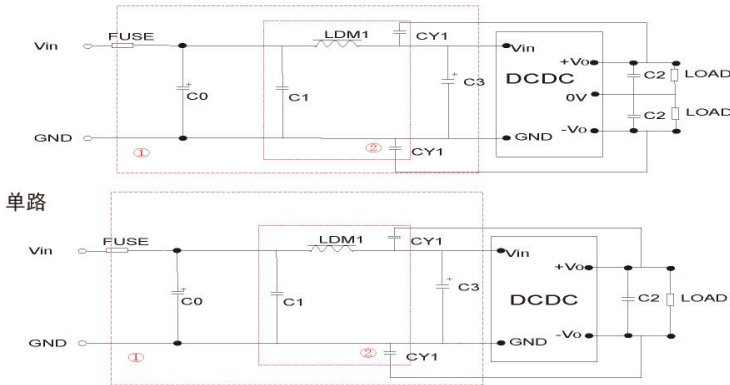 FUSE LDM1 CY1
Vin Vin
+Vo
C2 LOAD
DCDC
C0 C1 C3 0V
C2 LOAD
-Vo
GND GND
① ② CY1
单路
FUSE LDM1 CY1
Vin Vin
+Vo
C0 C1 C3 DCDC C2 LOAD
-Vo
GND GND
① ② CY1